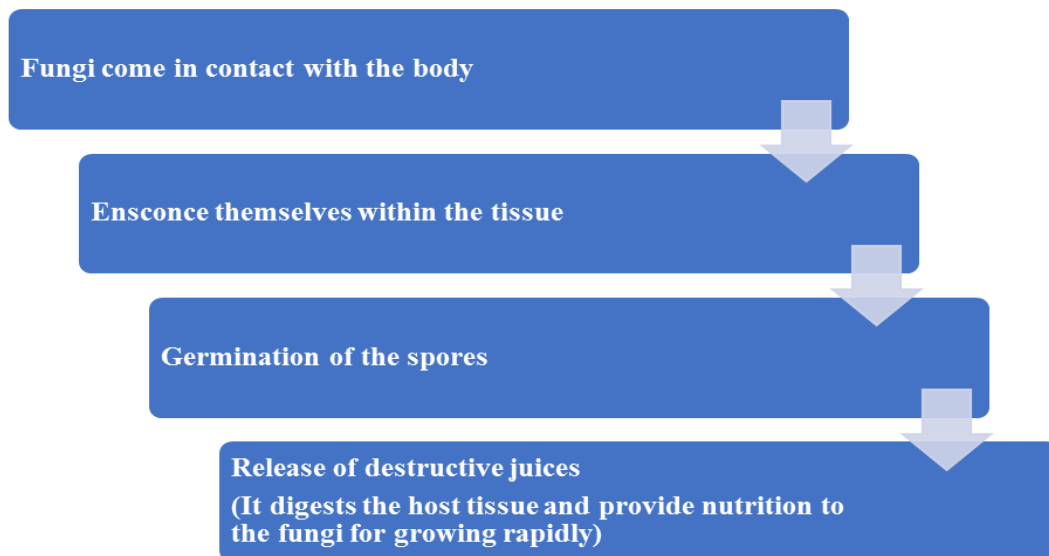 Fungi come in contact with the body
Ensconce themselves within the tissue
Germination of the spores
Release of destructive juices
(It digests the host tissue and provide nutrition to
the fungi for growing rapidly)